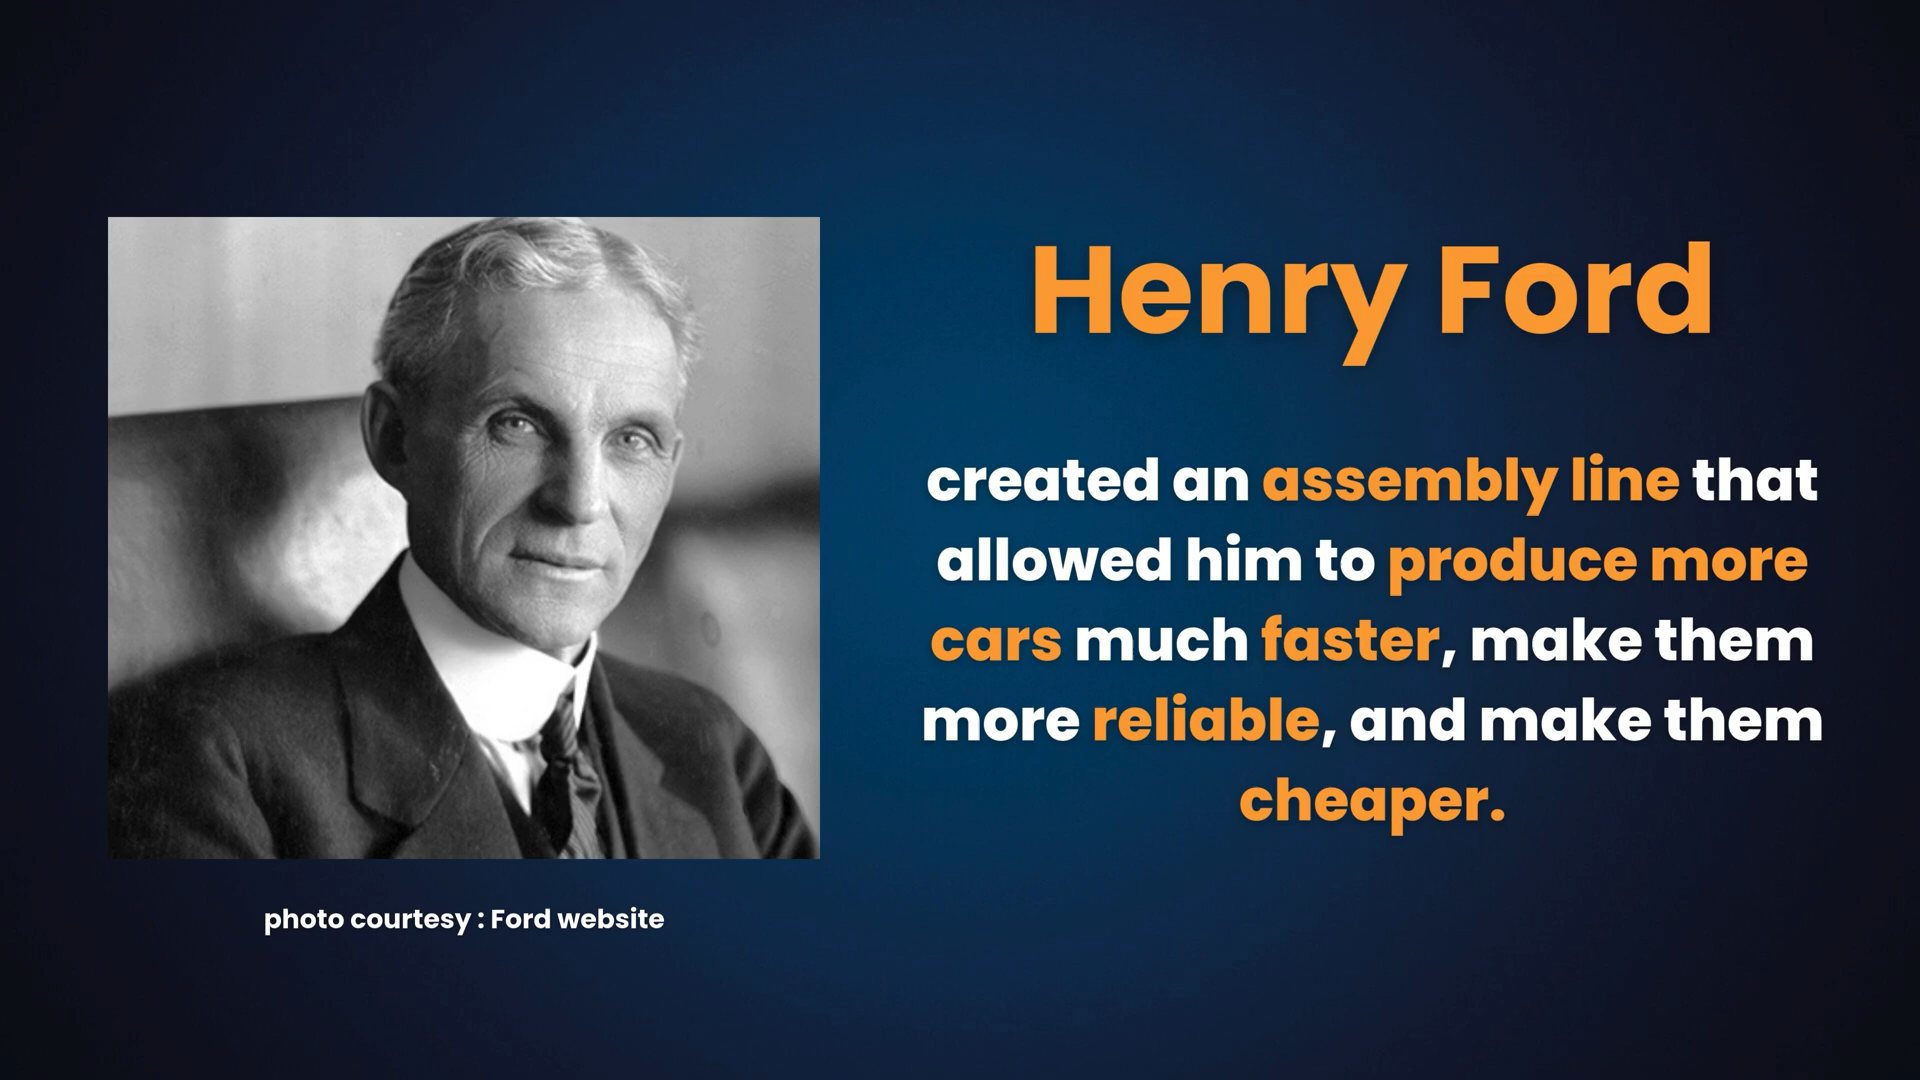 Henry Ford
created an assembly line that
allowed him to produce more
cars much faster, make them
more reliable, and make them
cheaper.
photo courtesy : Ford website